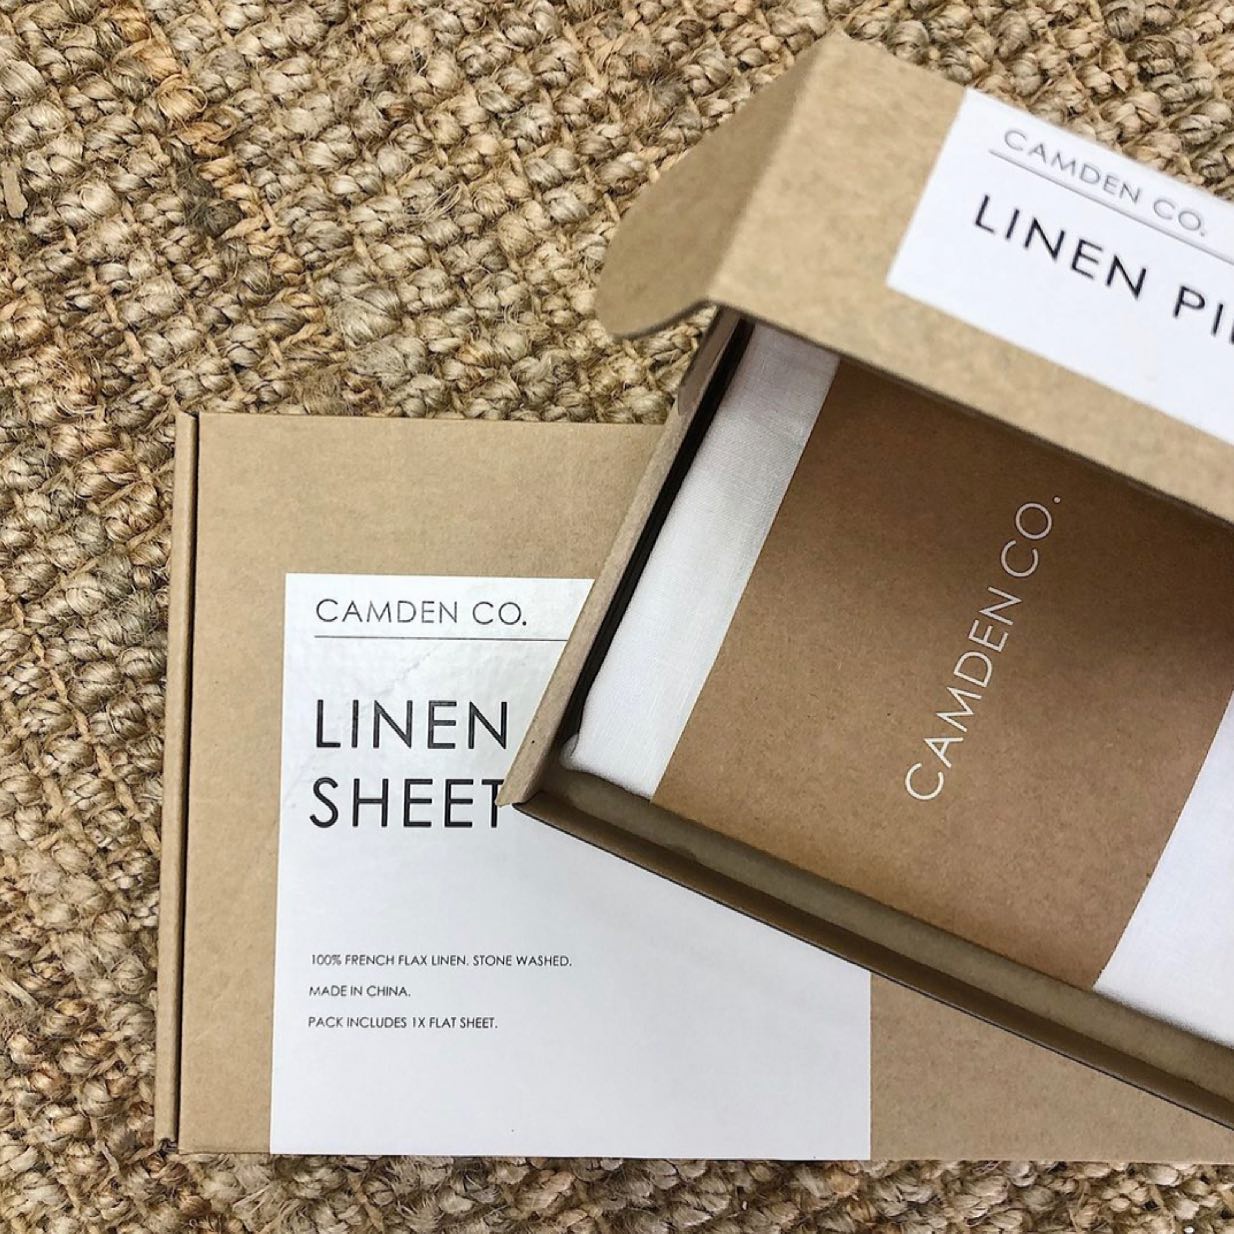 CAMDEN CO.
LINEN
CAMDEN CO.
CAMDEN CO.
LINEN
SHEET
100% FRENCH FLAX LINEN. STONE WASHED.
MADE IN CHINA.
PACK INCLUDES 1X FLAT SHEET.